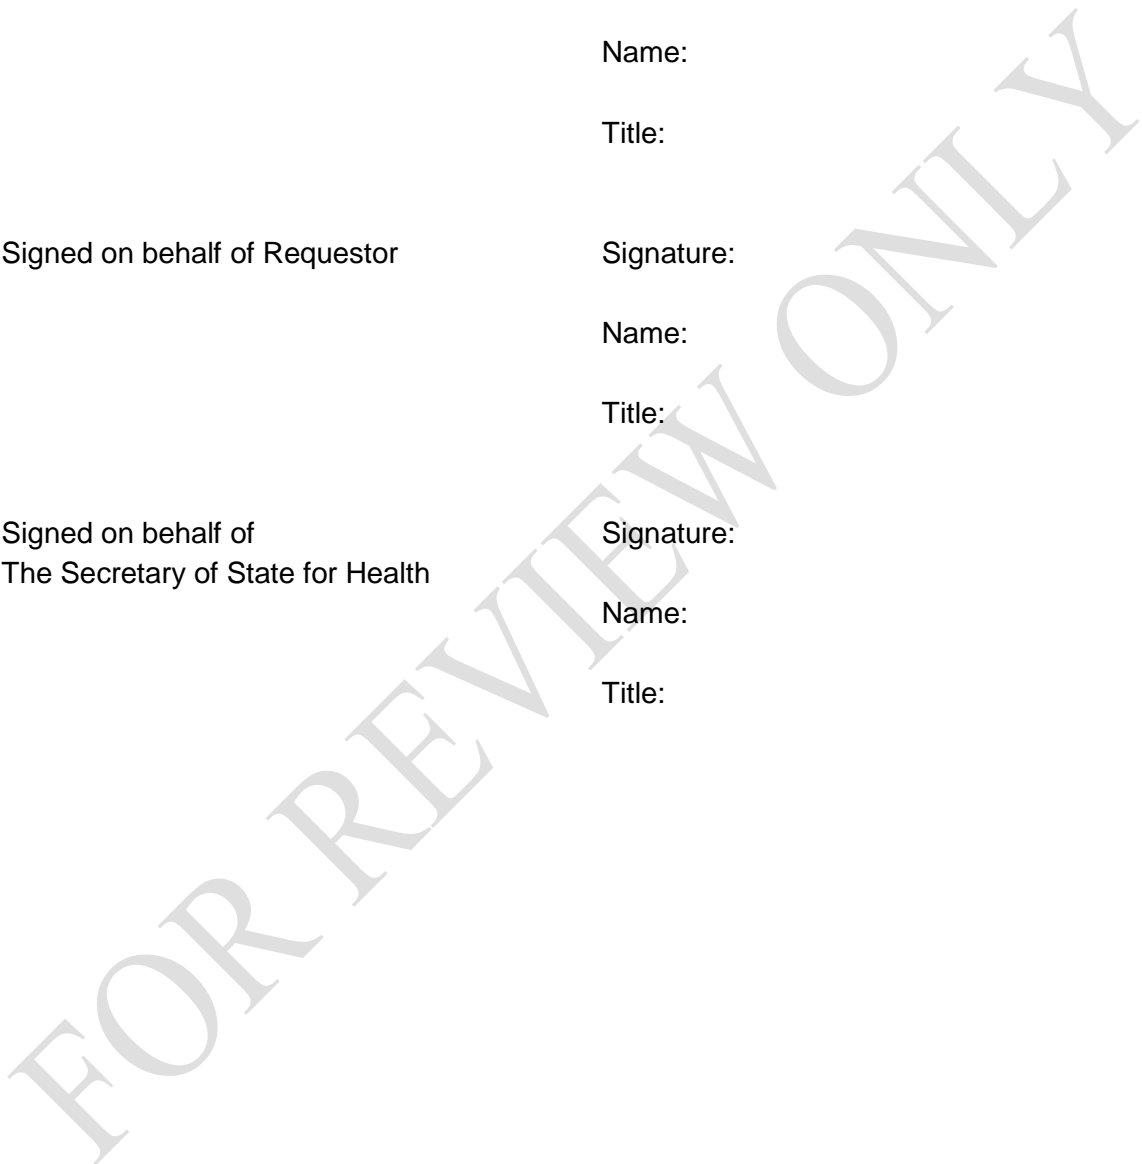 Name:
Title:
Signed on behalf of Requestor Signature:
Name:
Title:
Signed on behalf of Signature:
The Secretary of State for Health
Name:
Title:
FOR REVIEW ONLY